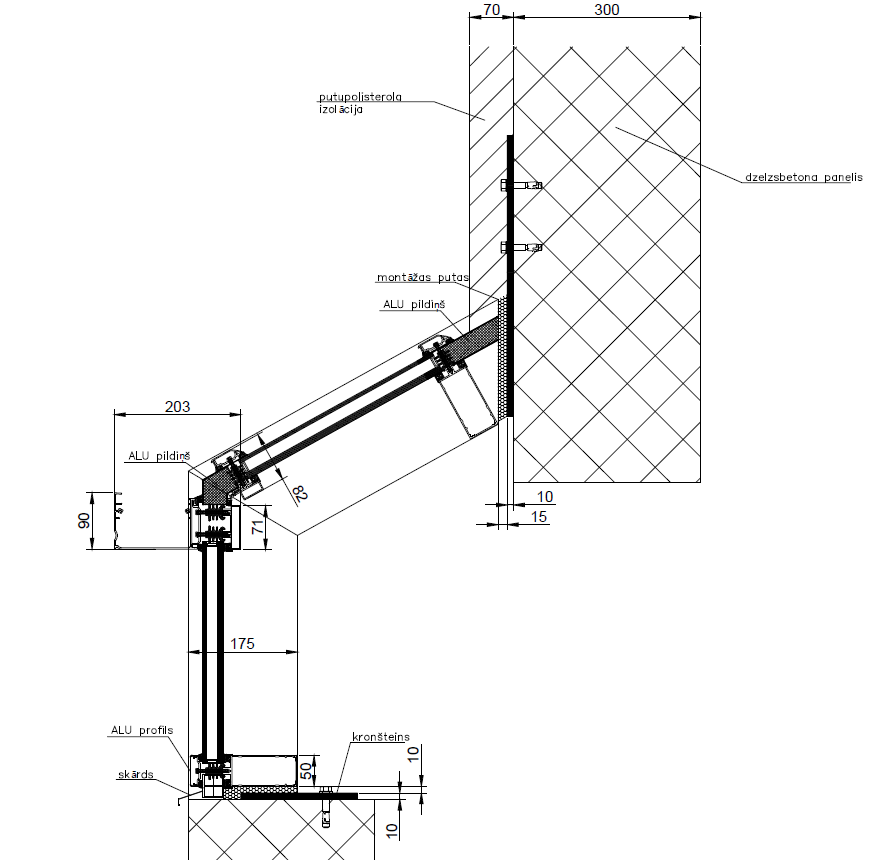 70
300
putupolisterola
izolācija
dzelzsbetona panelis
montāžas putas
ALU pildiņš
203
ALU pildiņš
82
90
71
10
15
175
ALU profils
kronšteins
10
50
skārds
10